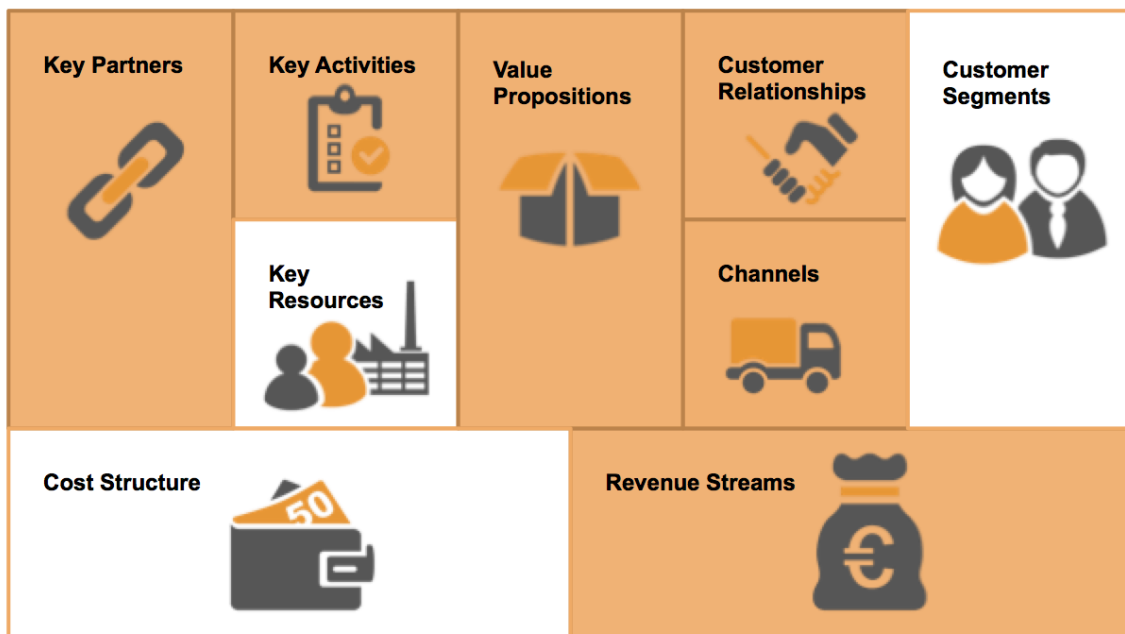 Key Partners
Key Activities
Value
Propositions
Customer
Relationships
Customer
Segments
Key
Resources
Channels
Cost Structure
50
Revenue Streams
€